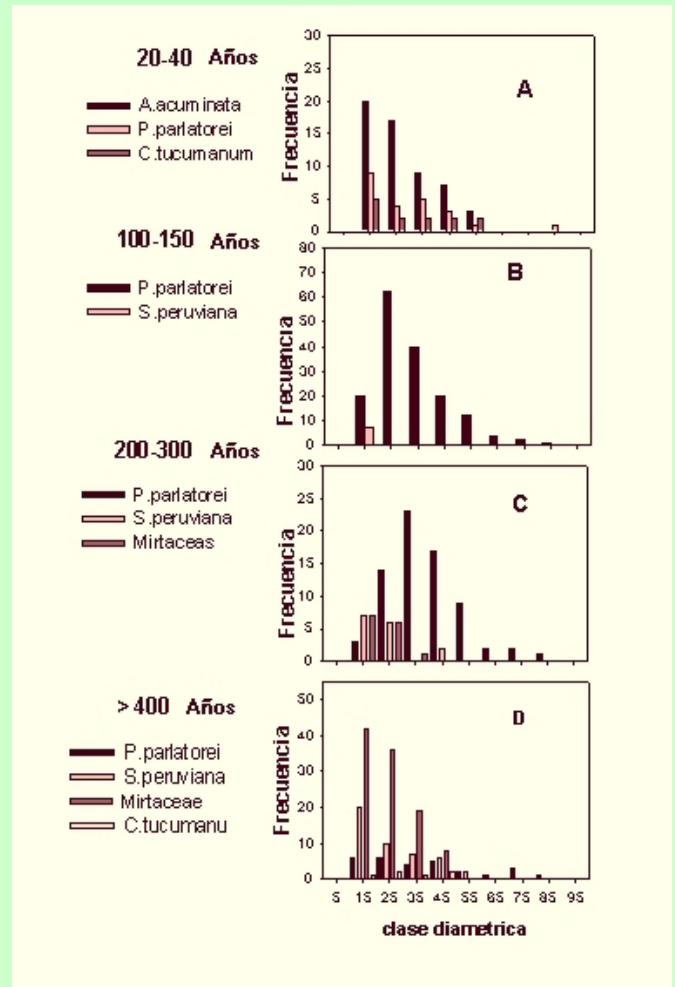 20-40 Años
A.acuminata
P.parlatorei
C.tucumanum
Frecuencia
30
25
20
15
10
5
0
A
100-150 Años
P.parlatorei
S.peruviana
Frecuencia
80
70
60
50
40
30
20
10
0
B
200-300 Años
P.parlatorei
S.peruviana
Mirtaceas
Frecuencia
30
25
20
15
10
5
0
C
>400 Años
P.parlatorei
S.peruviana
Mirtaceae
C.tucumanu
Frecuencia
50
40
30
20
10
0
D
5 15 25 35 45 55 65 75 85 95
clase diametrica